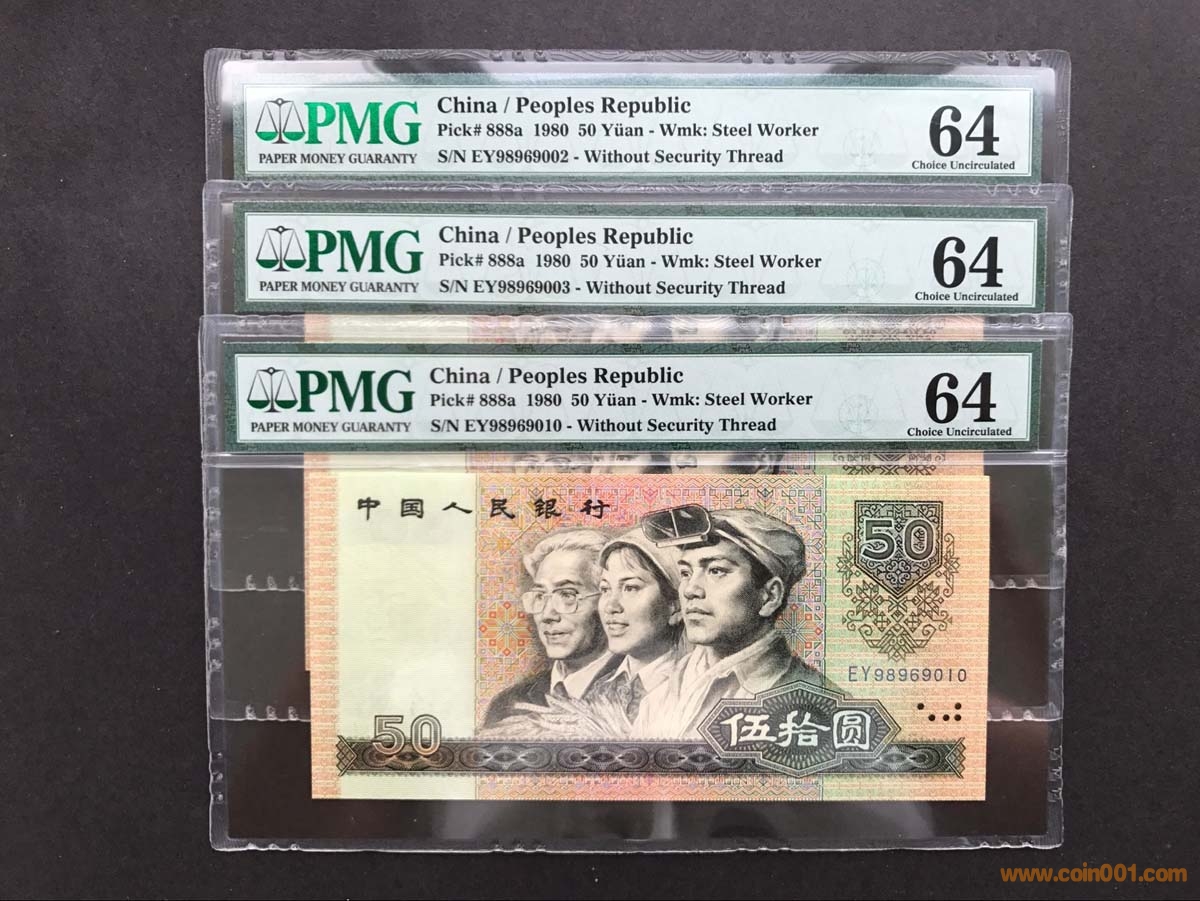 PMG
PAPER MONEY GUARANTY
China / Peoples Republic
Pick# 888a 1980 50 Yüan - Wmk: Steel Worker
S/N EY98969002 - Without Security Thread
64
Choice Uncirculated
PMG
PAPER MONEY GUARANTY
China / Peoples Republic
Pick# 888a 1980 50 Yüan - Wmk: Steel Worker
S/N EY98969003 - Without Security Thread
64
Choice Uncirculated
PMG
PAPER MONEY GUARANTY
China / Peoples Republic
Pick# 888a 1980 50 Yüan - Wmk: Steel Worker
S/N EY98969010 - Without Security Thread
64
Choice Uncirculated
中国人民银行
50
EY98969010
50
伍拾圆
www.coin001.com